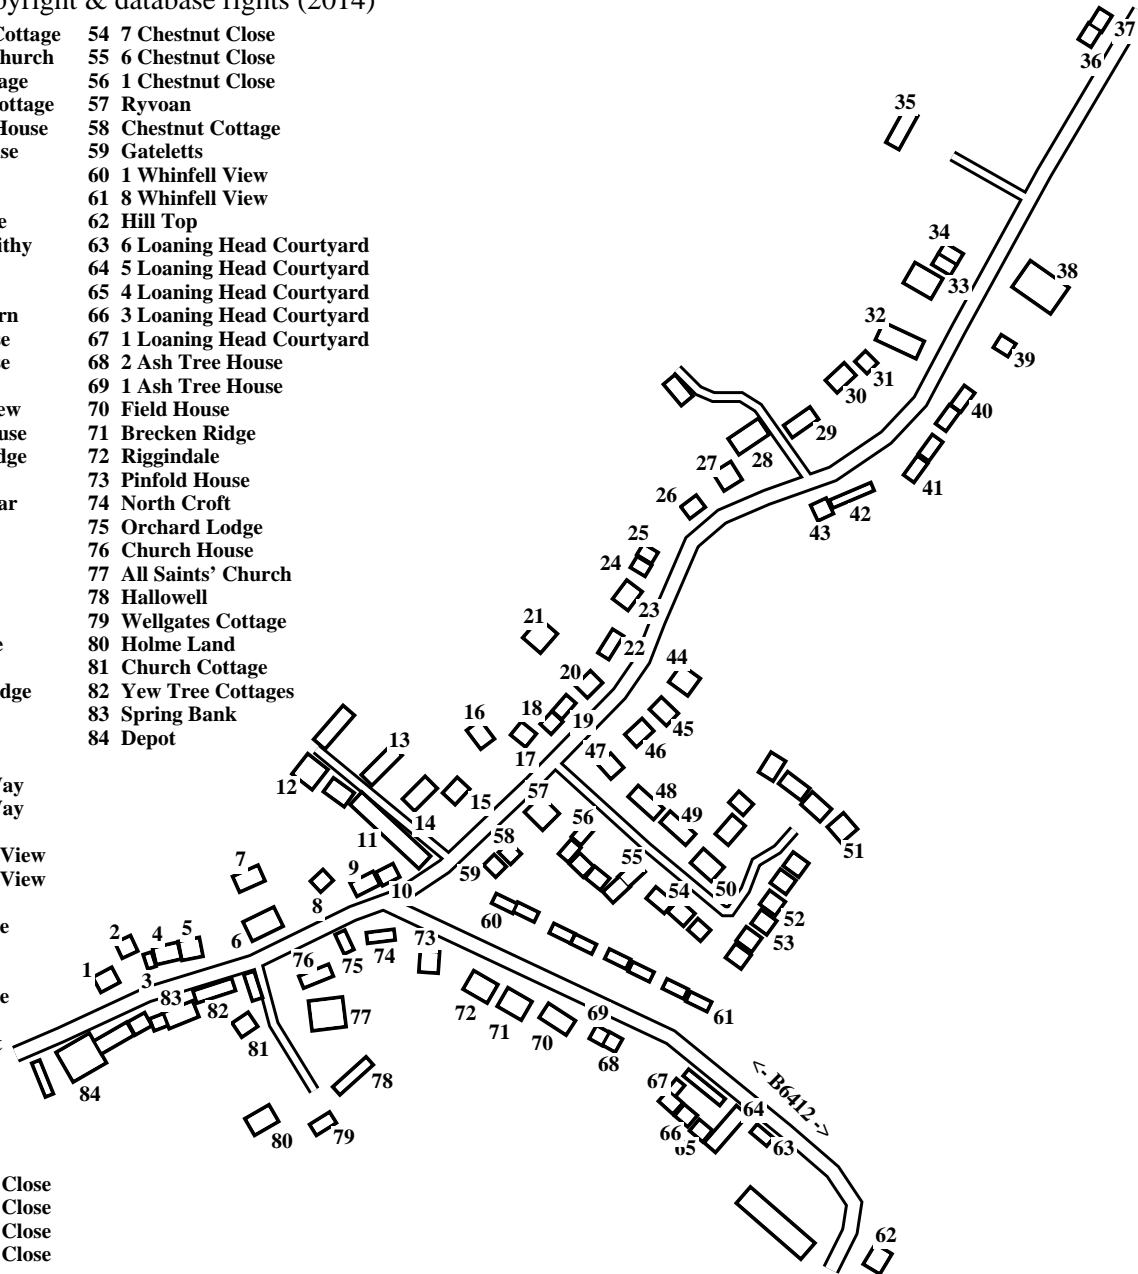 pyright & database rights (2014)
Cottage 54 7 Chestnut Close
hurch 55 6 Chestnut Close
age 56 1 Chestnut Close
ottage 57 Ryvoan
House 58 Chestnut Cottage
se 59 Gateletts
60 1 Whinfell View
61 8 Whinfell View
e 62 Hill Top
ithy 63 6 Loaning Head Courtyard
64 5 Loaning Head Courtyard
65 4 Loaning Head Courtyard
rn 66 3 Loaning Head Courtyard
e 67 1 Loaning Head Courtyard
e 68 2 Ash Tree House
69 1 Ash Tree House
ew 70 Field House
use 71 Brecken Ridge
dge 72 Riggindale
73 Pinfold House
ar 74 North Croft
75 Orchard Lodge
76 Church House
77 All Saints' Church
78 Hallowell
79 Wellgates Cottage
e 80 Holme Land
81 Church Cottage
dge 82 Yew Tree Cottages
83 Spring Bank
84 Depot
Way
Way
View
View
e
e
t
Close
Close
Close
Close
37
36
35
34
33
38
32
39
31
30
40
29
28
27
41
26
42
43
25
24
23
21
22
44
20
18
19
45
16
17
46
13
47
12
15
57
48
14
56
49
11
58
51
7
9
59
55
50
8
10
54
60
52
2
4
5
6
73
53
1
3
76
75
74
83
82
72
69
61
77
71
70
81
68
84
78
67
<- B6412 ->
64
80
79
66
65
63
62